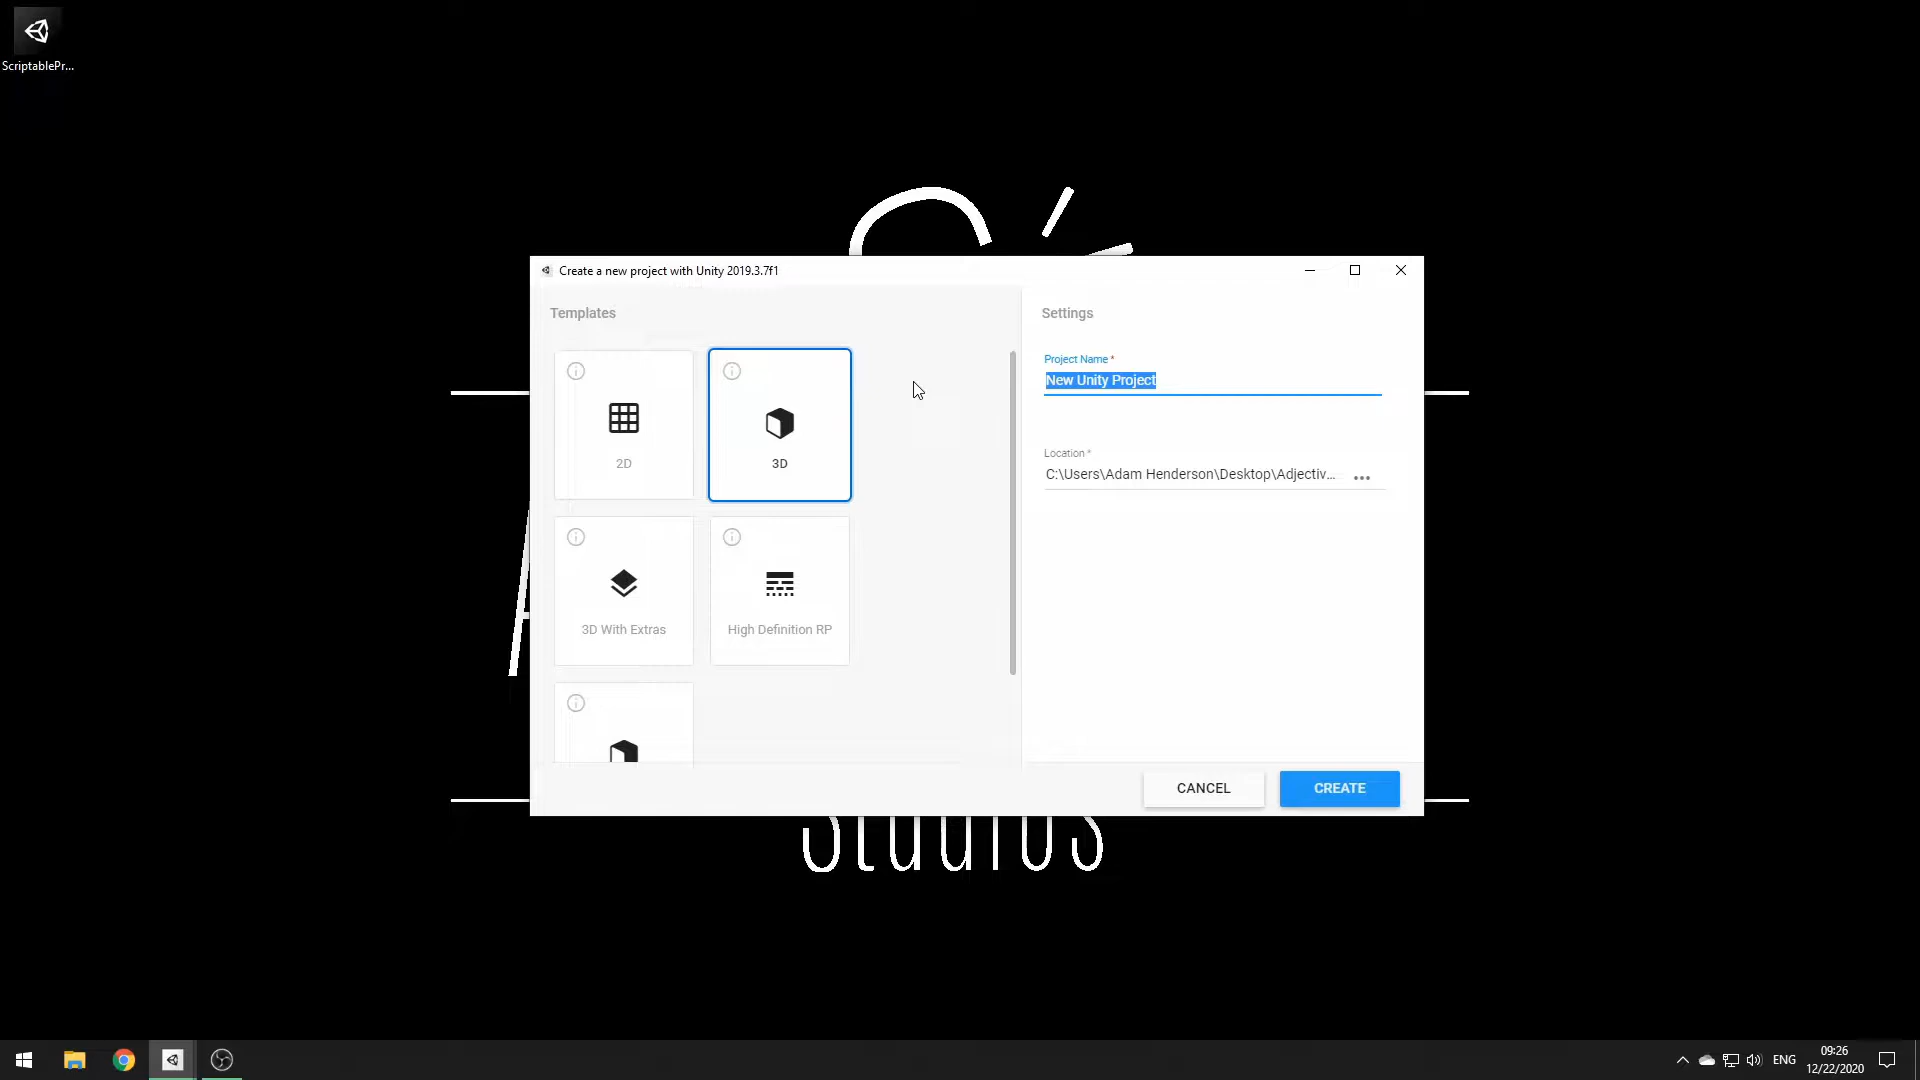 ScriptablePr...
Create a new project with Unity 2019.3.7f1
Templates
Settings
2D
3D
3D With Extras
High Definition RP
Project Name *
New Unity Project
Location *
C:\Users\Adam Henderson\Desktop\Adjectiv...
CANCEL
CREATE
Studios
ENG
09:26
12/22/2020